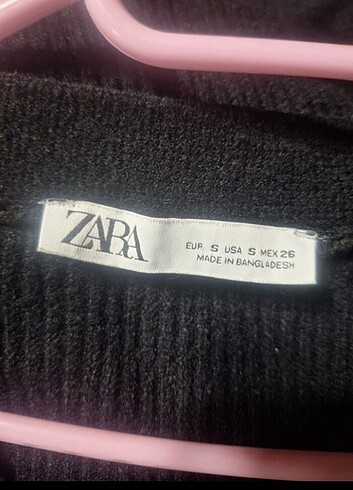 ZARA
EUR S USA S MEX 26
MADE IN BANGLADESH